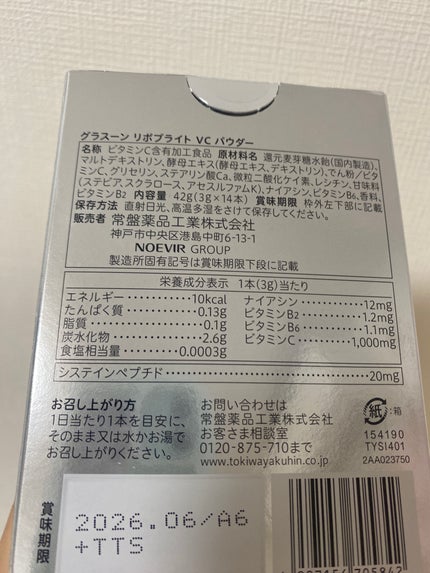 グラスーン リポブライト VC パウダー
名称 ビタミンC含有加工食品 原材料名 還元麦芽糖水飴(国内製造)、
マルトデキストリン、酵母エキス(酵母エキス、デキストリン)、でん粉/ビタ
ミンC、グリセリン、ステアリン酸Ca、微粒二酸化ケイ素、レシチン、甘味料
(ステビア、スクラロース、アセスルファムK)、ナイアシン、ビタミンB6、香料、
ビタミンB2 内容量 42g(3g×14本) 賞味期限 枠外左下部に記載
保存方法 直射日光、高温多湿をさけて保存してください。
販売者 常盤薬品工業株式会社
神戸市中央区港島中町6-13-1
NOEVIR GROUP
製造所固有記号は賞味期限下段に記載
栄養成分表示 1本(3g)当たり
エネルギー………10kcal
たんぱく質………0.13g
脂質………0.1g
炭水化物………2.6g
食塩相当量………0.0003g
ナイアシン………12mg
ビタミンB2………1.2mg
ビタミンB6………1.1mg
ビタミンC………1,000mg
システインペプチド………20mg
お召し上がり方
1日当たり1本を目安に、
そのまま又は水かお湯で
お召し上がりください。
お問い合わせは
常盤薬品工業株式会社
お客さま相談室
0120-875-710まで
www.tokiwayakuhin.co.jp
紙 :箱
154190
TYSI401
2AA023750
賞味期限
2026.06/A6
+TTS